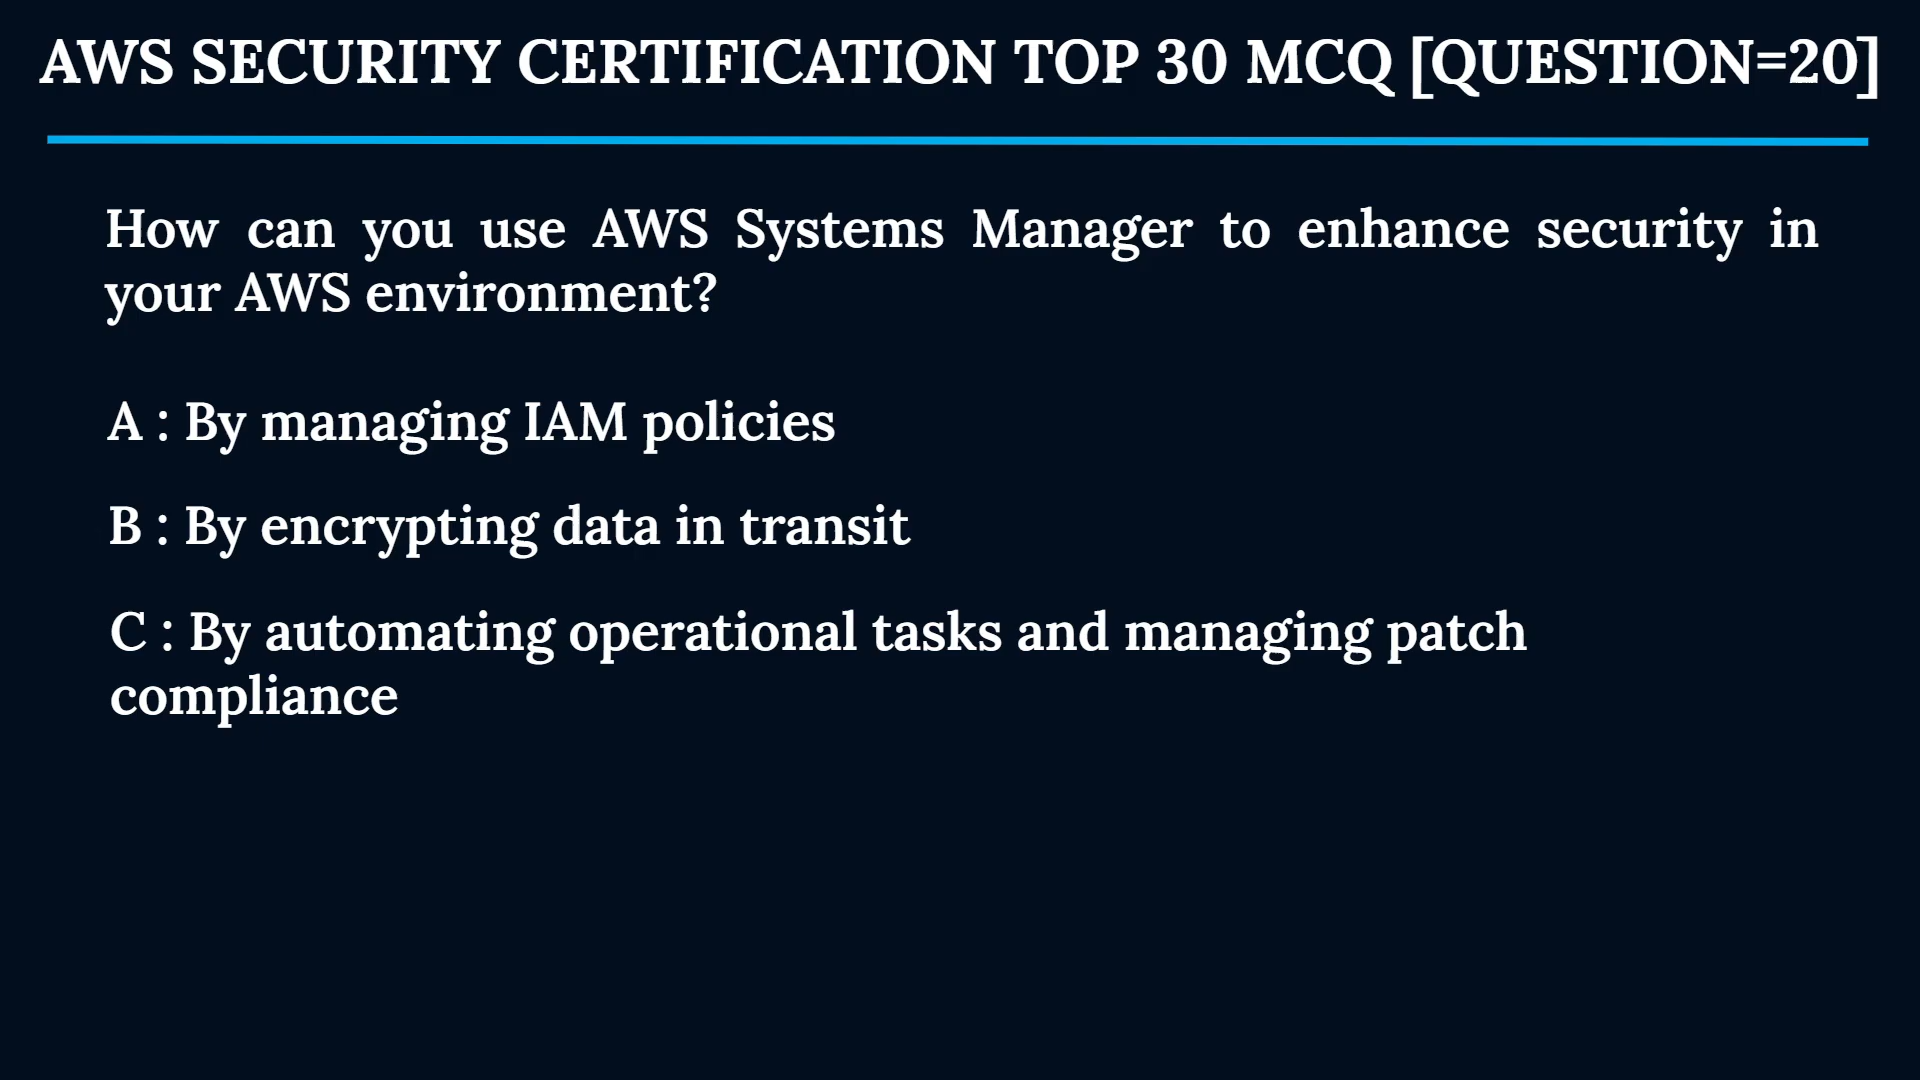 AWS SECURITY CERTIFICATION TOP 30 MCQ [QUESTION=20]
How can you use AWS Systems Manager to enhance security in
your AWS environment?
A : By managing IAM policies
B : By encrypting data in transit
C : By automating operational tasks and managing patch
compliance